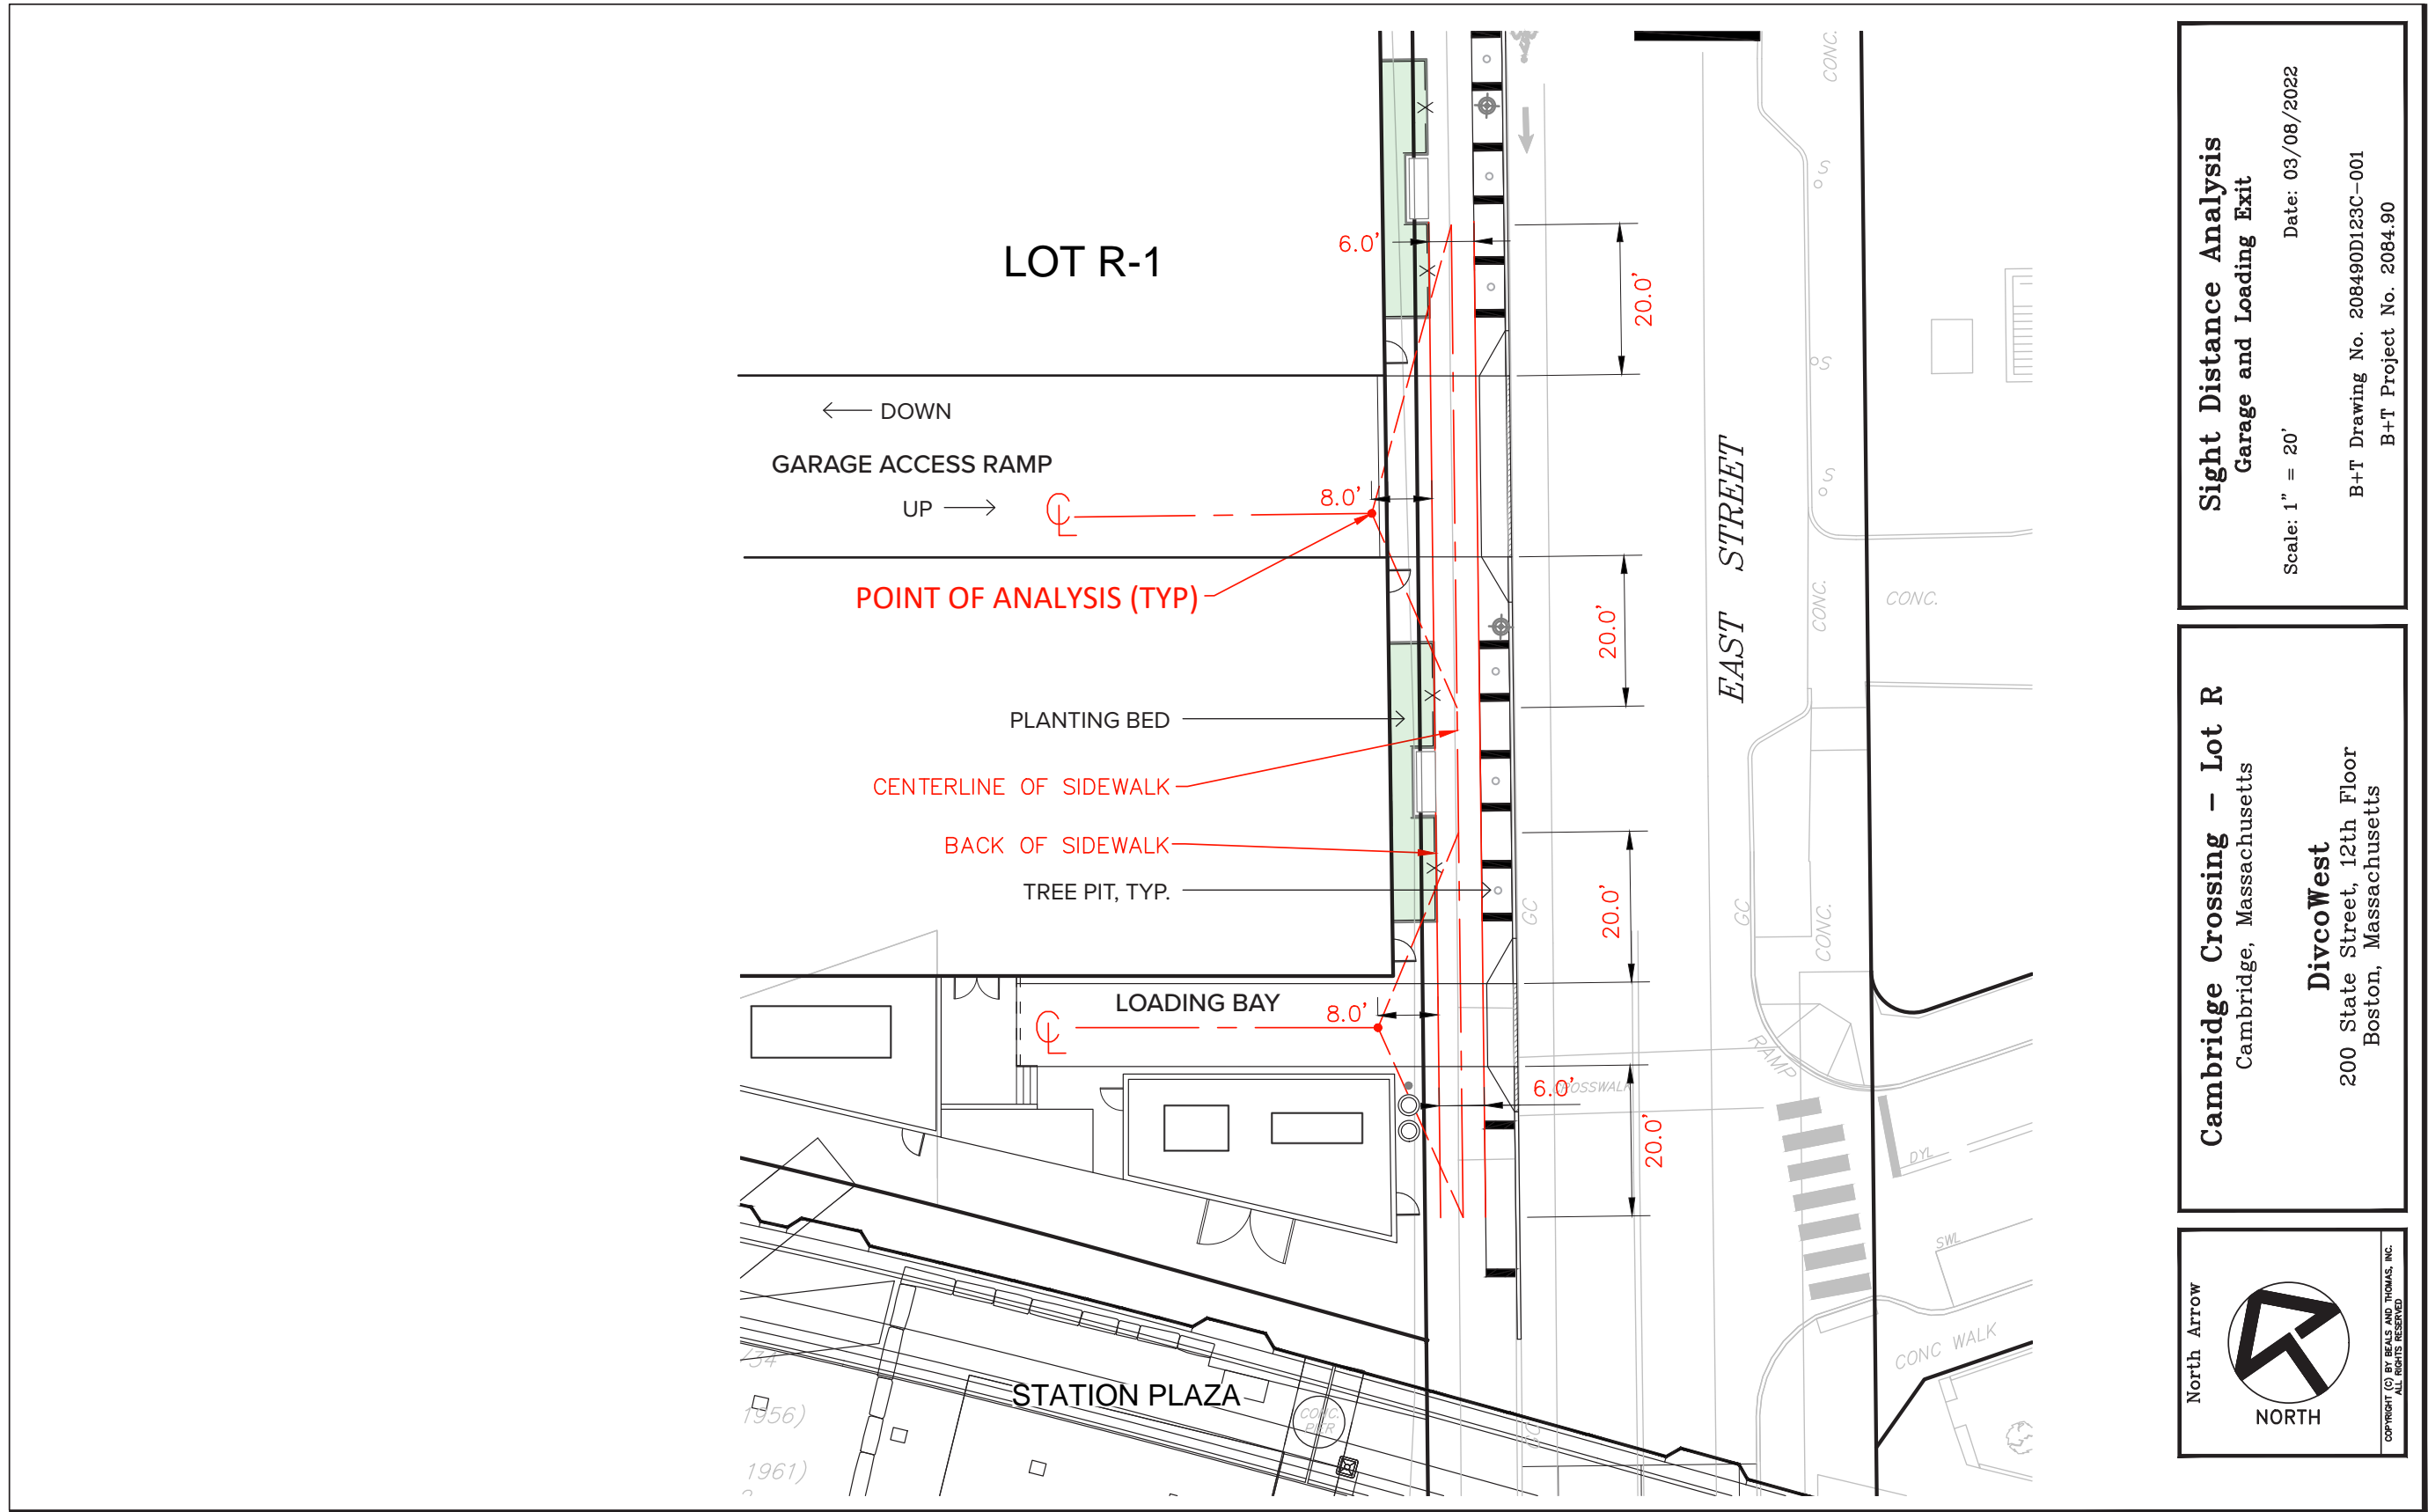 LOT R-1
6.0'
20.0'
DOWN
GARAGE ACCESS RAMP
UP
8.0'
POINT OF ANALYSIS (TYP)
20.0'
EAST STREET
PLANTING BED
CENTERLINE OF SIDEWALK
BACK OF SIDEWALK
TREE PIT, TYP.
20.0'
LOADING BAY
8.0'
6.0'
20.0'
CROSSWALK
RAMP
STATION PLAZA
CONC.
PIER
1956)
1961)
CONC.
S
S
S
CONC.
CONC.
GC
GC
CONC.
DYL
SWL
CONC WALK
Sight Distance Analysis
Garage and Loading Exit
Scale: 1" = 20' Date: 03/08/2022
B+T Drawing No. 208490D123C-001
B+T Project No. 2084.90
Cambridge Crossing - Lot R
Cambridge, Massachusetts
DivcoWest
200 State Street, 12th Floor
Boston, Massachusetts
North Arrow
NORTH
COPYRIGHT (C) BY BEALS AND THOMAS, INC.
ALL RIGHTS RESERVED